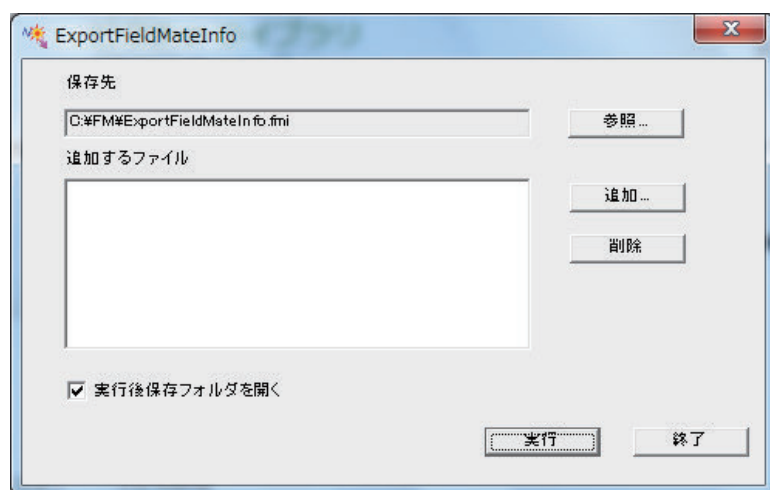 ExportFieldMateInfo
保存先
C:¥FM¥ExportFieldMateInfo.fmi
参照...
追加するファイル
追加...
削除
実行後保存フォルダを開く
実行
終了